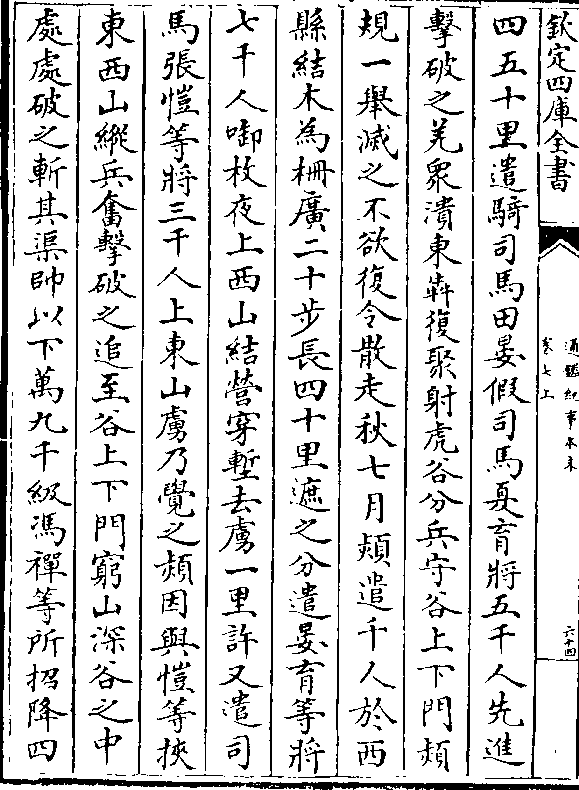 欽定四庫全書
通鑑紀事本末
卷七上
六十四
四五十里遣騎司馬田晏假司馬夏育將五千人先進
擊破之羌衆潰東犇復聚射虎谷分兵守谷上下門熲
規一舉滅之不欲復令散走秋七月熲遣千人於西
縣結木為柵廣二十步長四十里遮之分遣晏育等將
七千人啣枚夜上西山結營穿塹去虜一里許又遣司
馬張愷等將三千人上東山虜乃覺之熲因與愷等挾
東西山縱兵奮擊破之追至谷上下門窮山深谷之中
處處破之斬其渠帥以下萬九千級馮禪等所招降四